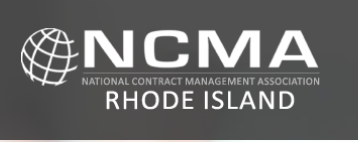 NCMA
NATIONAL CONTRACT MANAGEMENT ASSOCIATION
RHODE ISLAND